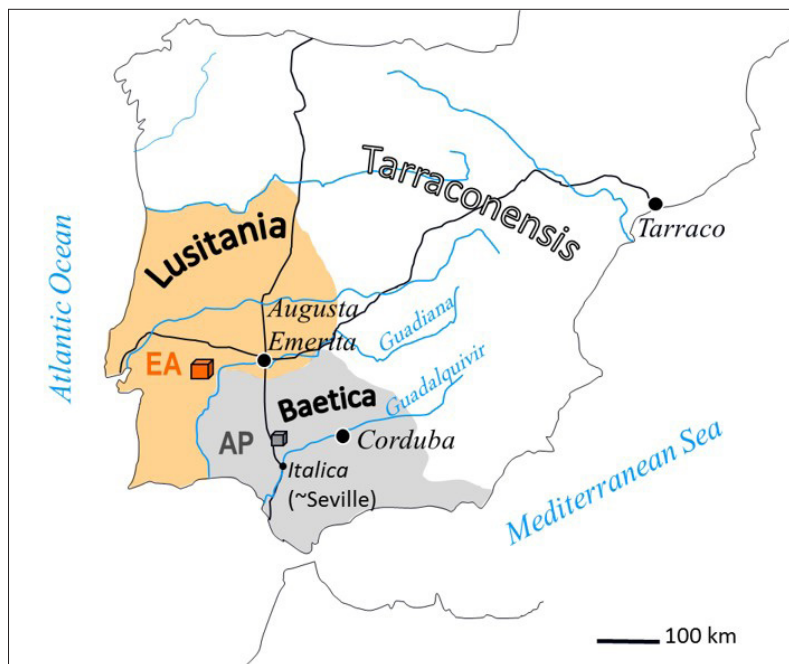 Tarraconensis
Tarraco
Lusitania
Atlantic Ocean
Augusta
Emerita
Guadiana
EA
Guadalquivir
Baetica
AP
Corduba
Italica
(~Seville)
Mediterranean Sea
100 km